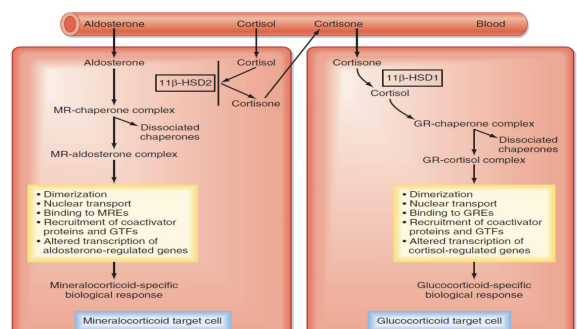 Aldosterone Cortisol Cortisone Blood
Aldosterone Cortisol Cortisone
11β-HSD2 11β-HSD1
Cortisone Cortisol
MR-chaperone complex
GR-chaperone complex
Dissociated
chaperones
Dissociated
chaperones
MR-aldosterone complex
GR-cortisol complex
• Dimerization
• Nuclear transport
• Binding to MREs
• Recruitment of coactivator
proteins and GTFs
• Altered transcription of
aldosterone-regulated genes
• Dimerization
• Nuclear transport
• Binding to GREs
• Recruitment of coactivator
proteins and GTFs
• Altered transcription of
cortisol-regulated genes
Mineralocorticoid-specific
biological response
Glucocorticoid-specific
biological response
Mineralocorticoid target cell
Glucocorticoid target cell